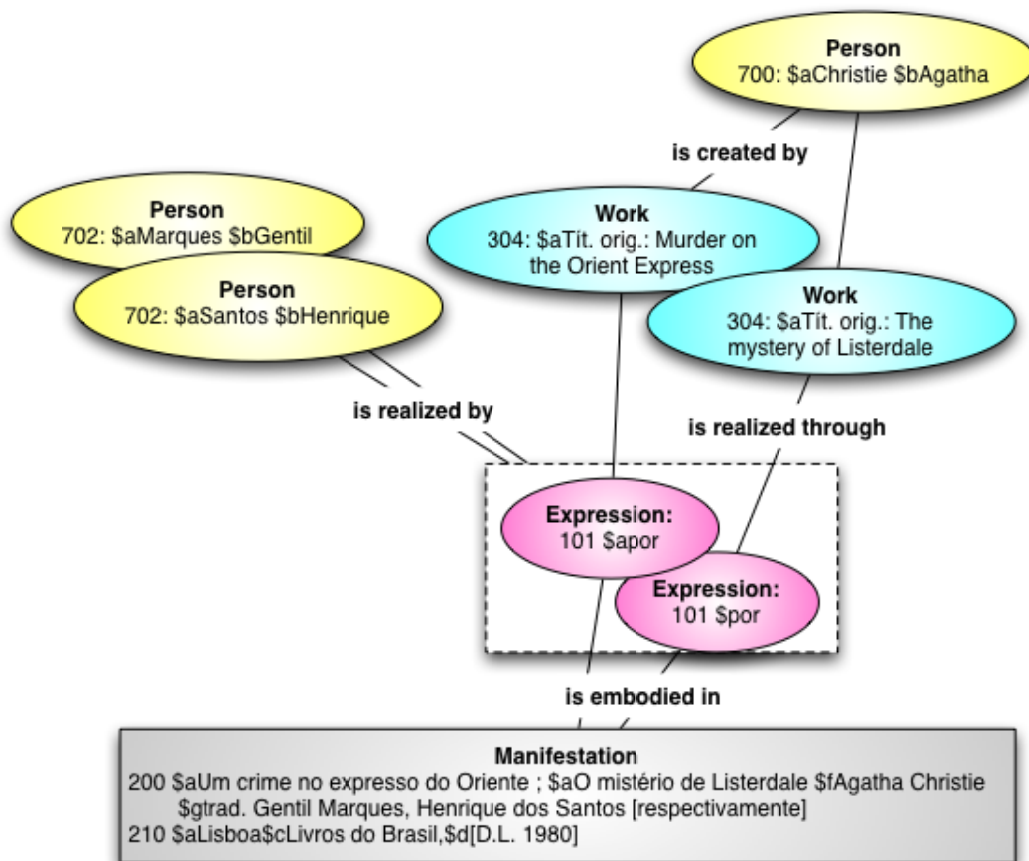 Person
700: $aChristie $bAgatha
is created by
Person
702: $aMarques $bGentil
Work
304: $aTít. orig.: Murder on
the Orient Express
Person
702: $aSantos $bHenrique
Work
304: $aTít. orig.: The
mystery of Listerdale
is realized by
is realized through
Expression:
101 $apor
Expression:
101 $por
is embodied in
Manifestation
200 $aUm crime no expresso do Oriente ; $aO mistério de Listerdale $fAgatha Christie
$gtrad. Gentil Marques, Henrique dos Santos [respectivamente]
210 $aLisboa$cLivros do Brasil,$d[D.L. 1980]